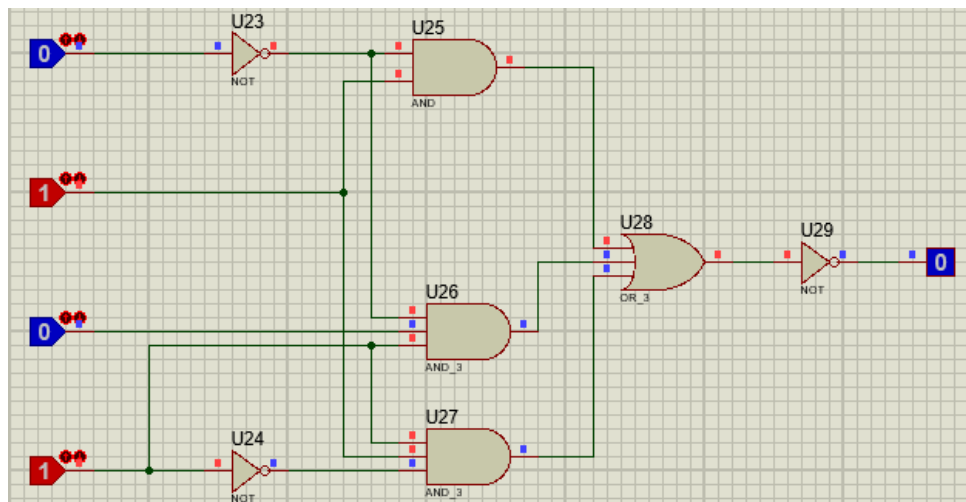 U23
U25
0
NOT
AND
1
U28
U29
0
OR_3
NOT
U26
0
AND_3
U27
U24
1
AND_3
NOT